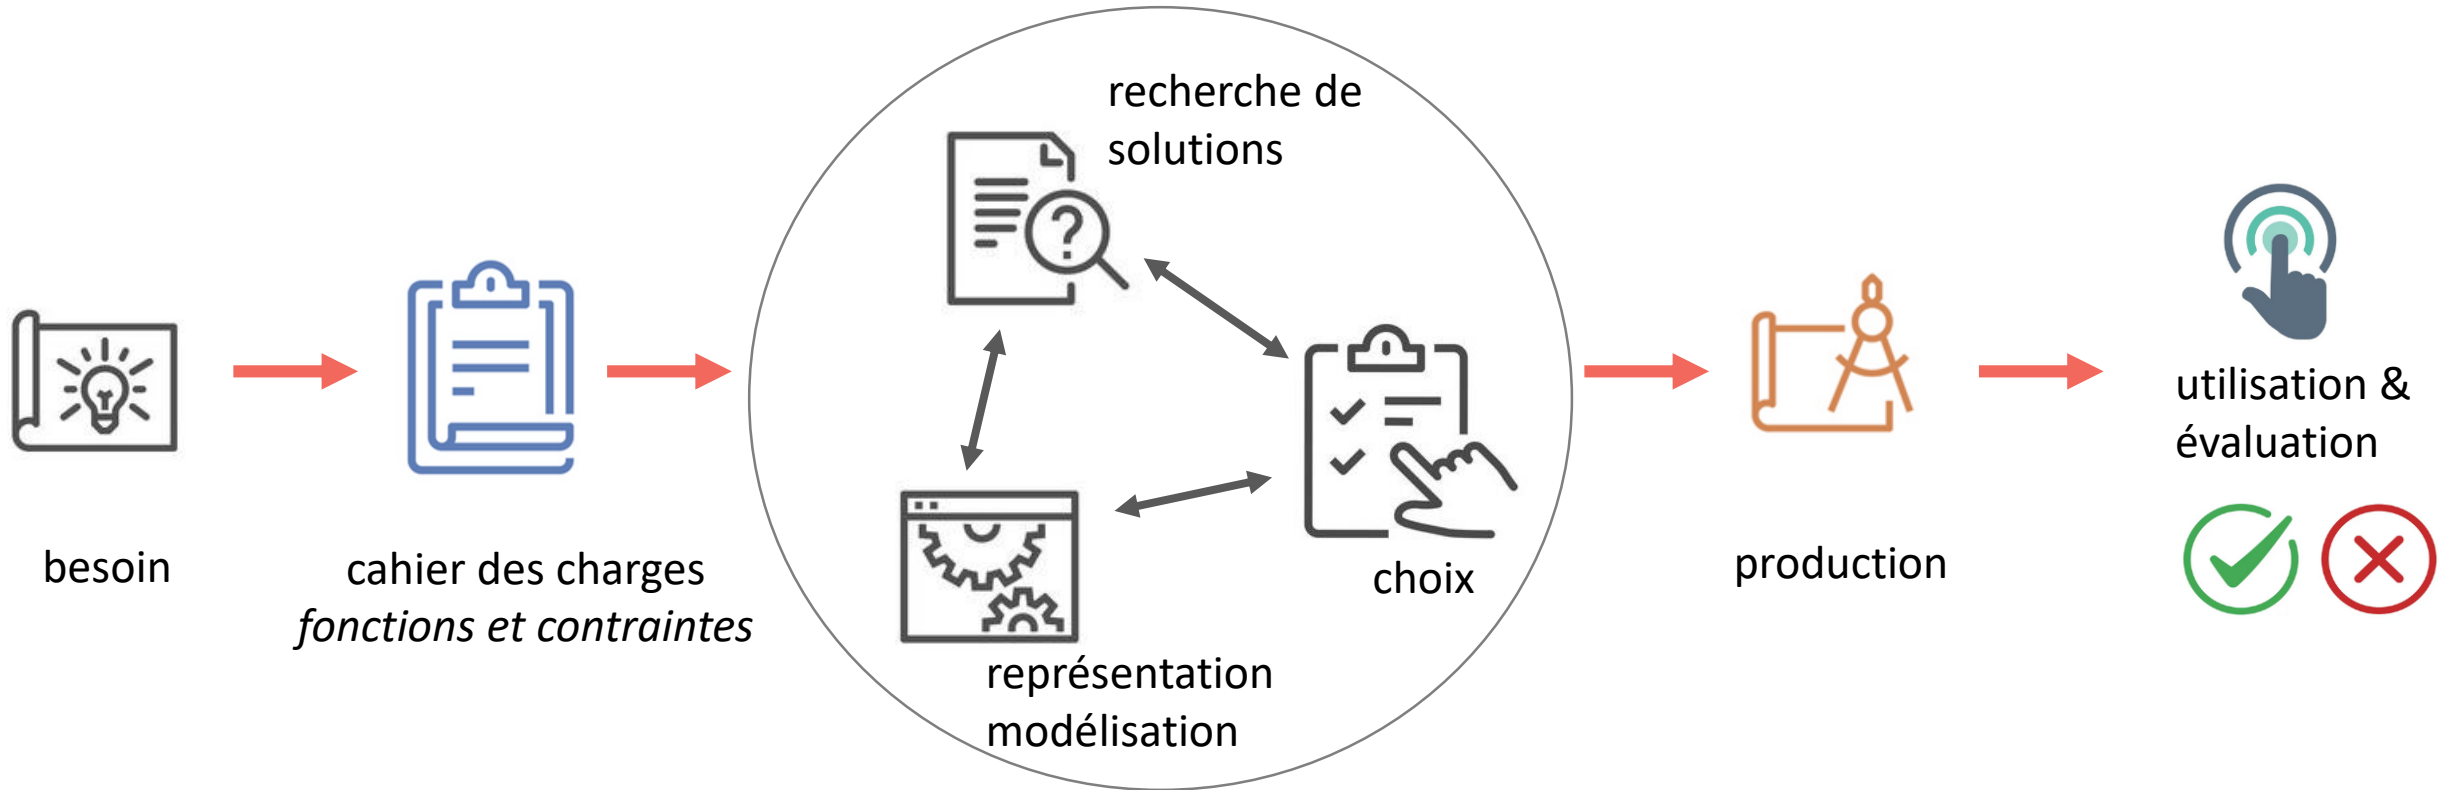 besoin
cahier des charges
fonctions et contraintes
recherche de
solutions
?
représentation
modélisation
choix
production
utilisation &
évaluation